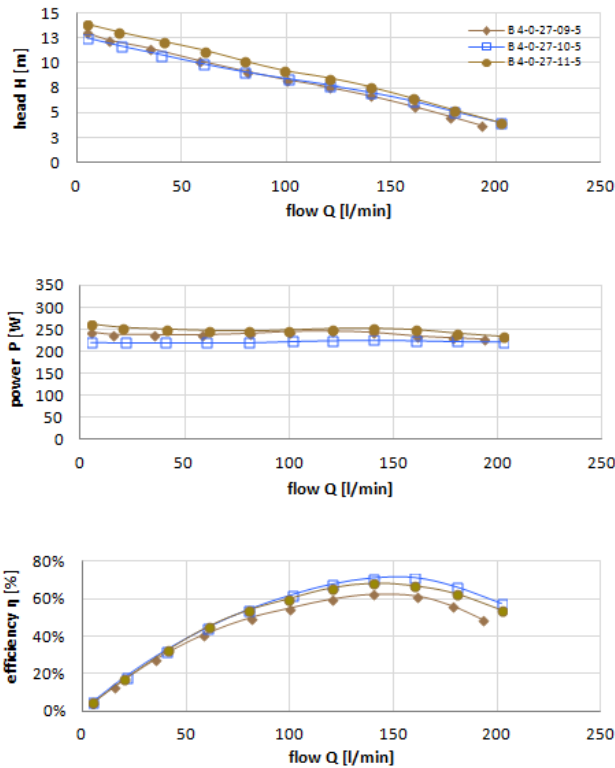 15
13
10
8
5
3
0
head H [m]
B 4-0-27-09-5
B 4-0-27-10-5
B 4-0-27-11-5
0 50 100 150 200 250
flow Q [l/min]
350
300
250
200
150
100
50
0
power P [W]
0 50 100 150 200 250
flow Q [l/min]
80%
60%
40%
20%
0%
efficiency η [%]
0 50 100 150 200 250
flow Q [l/min]